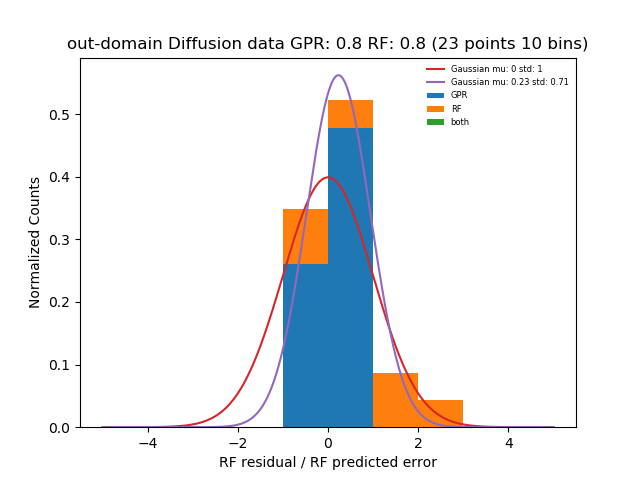 out-domain Diffusion data GPR: 0.8 RF: 0.8 (23 points 10 bins)
Gaussian mu: 0 std: 1
Gaussian mu: 0.23 std: 0.71
GPR
RF
both
Normalized Counts
0.5
0.4
0.3
0.2
0.1
0.0
−4
−2
0
2
4
RF residual / RF predicted error